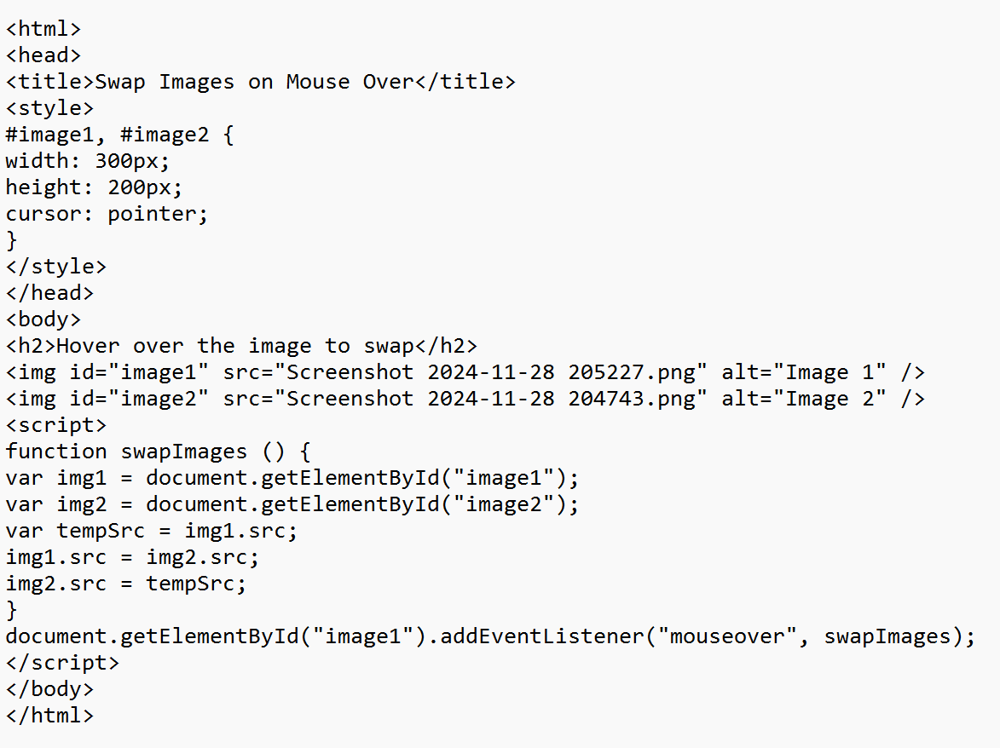 <html>
<head>
<title>Swap Images on Mouse Over</title>
<style>
#image1, #image2 {
width: 300px;
height: 200px;
cursor: pointer;
}
</style>
</head>
<body>
<h2>Hover over the image to swap</h2>
<img id="image1" src="Screenshot 2024-11-28 205227.png" alt="Image 1" />
<img id="image2" src="Screenshot 2024-11-28 204743.png" alt="Image 2" />
<script>
function swapImages () {
var img1 = document.getElementById("image1");
var img2 = document.getElementById("image2");
var tempSrc = img1.src;
img1.src = img2.src;
img2.src = tempSrc;
}
document.getElementById("image1").addEventListener("mouseover", swapImages);
</script>
</body>
</html>